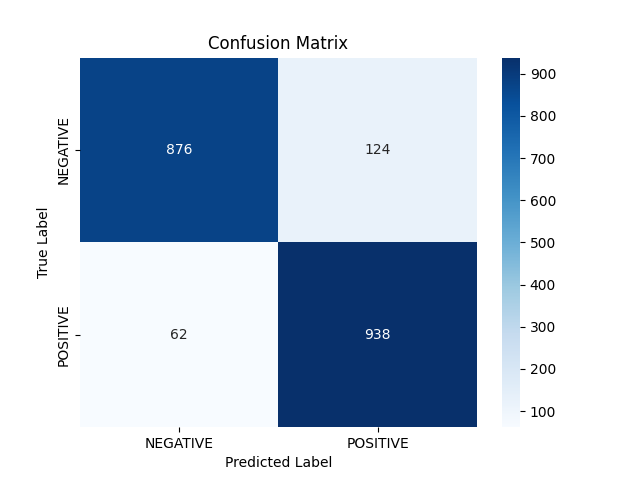 Confusion Matrix
True Label
NEGATIVE
POSITIVE
876
124
62
938
NEGATIVE
POSITIVE
Predicted Label
900
800
700
600
500
400
300
200
100